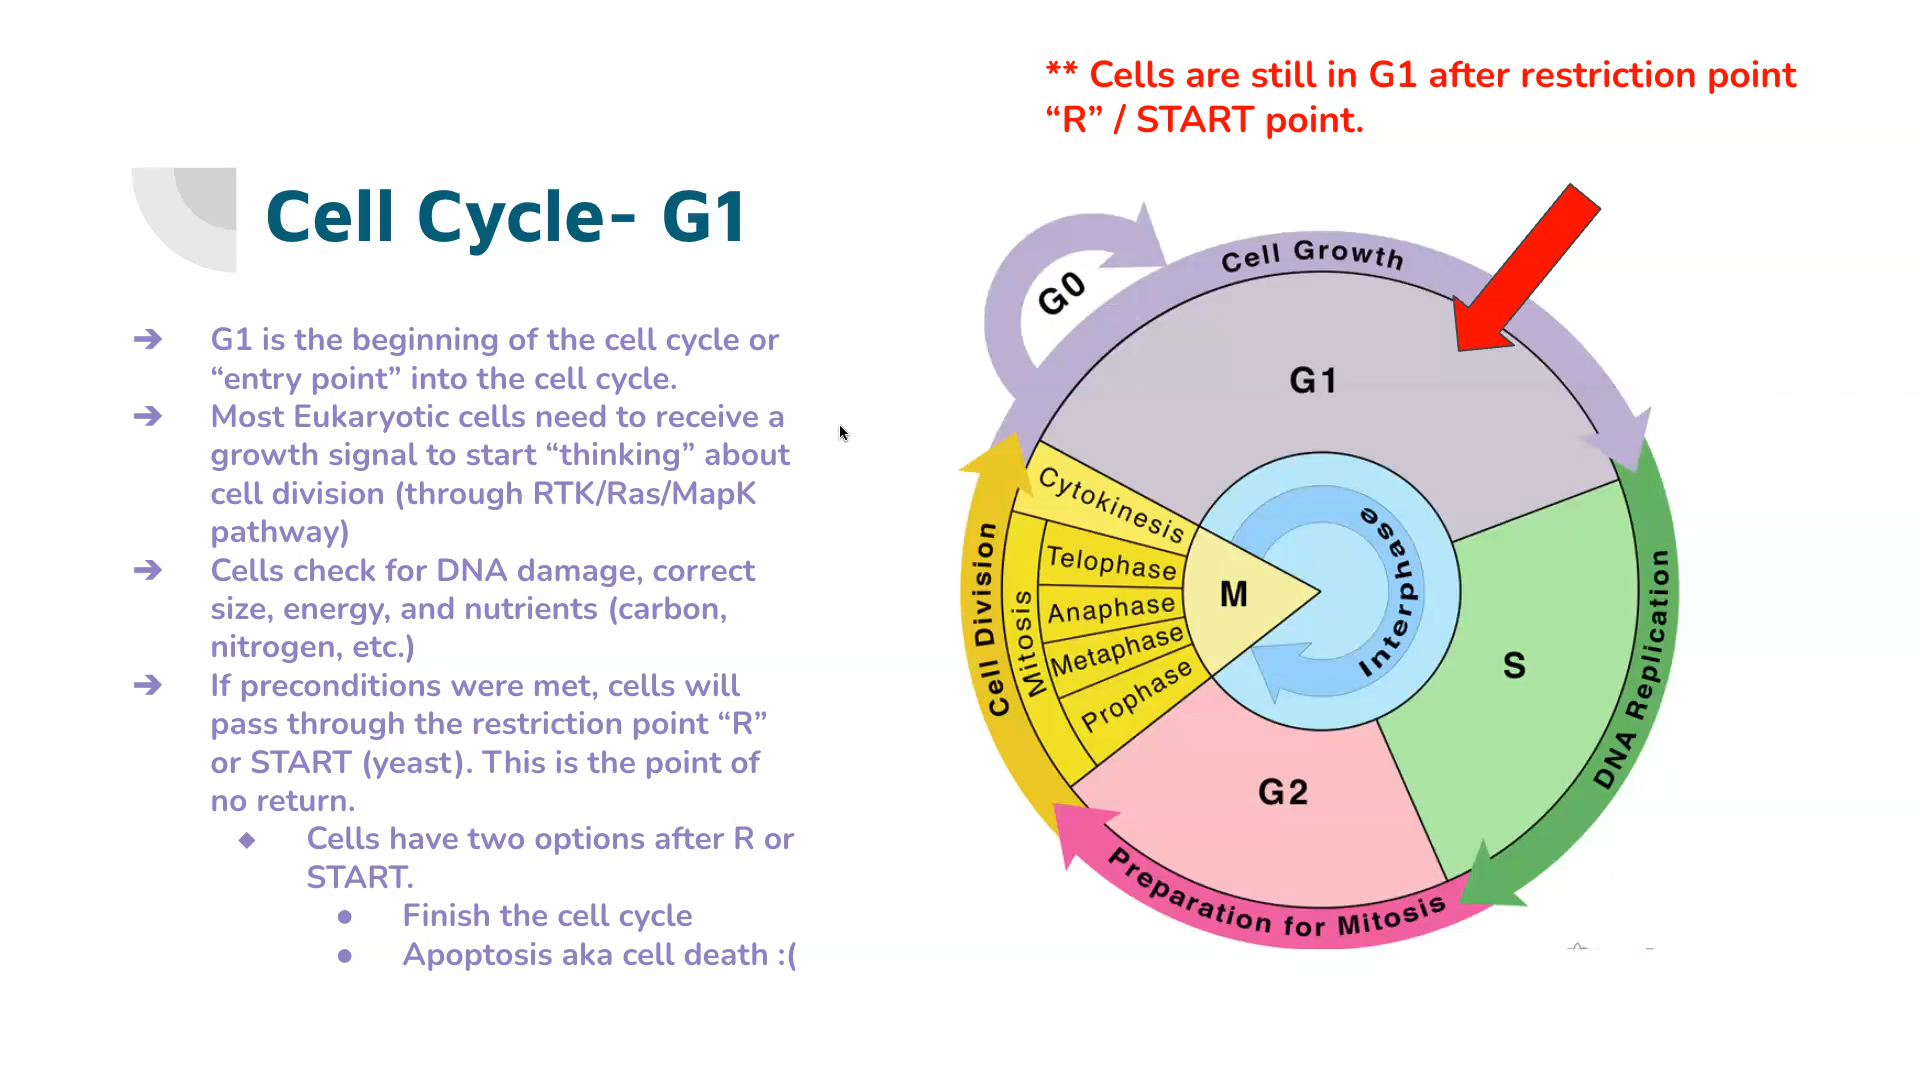 ** Cells are still in G1 after restriction point
“R” / START point.
Cell Cycle- G1
➔ G1 is the beginning of the cell cycle or
“entry point” into the cell cycle.
➔ Most Eukaryotic cells need to receive a
growth signal to start “thinking” about
cell division (through RTK/Ras/MapK
pathway)
➔ Cells check for DNA damage, correct
size, energy, and nutrients (carbon,
nitrogen, etc.)
➔ If preconditions were met, cells will
pass through the restriction point “R”
or START (yeast). This is the point of
no return.
◆ Cells have two options after R or
START.
● Finish the cell cycle
● Apoptosis aka cell death :(
G0
Cell Growth
G1
Cytokinesis
Telophase
Anaphase
Metaphase
Prophase
Mitosis
Cell Division
M
Interphase
S
DNA Replication
G2
Preparation for Mitosis